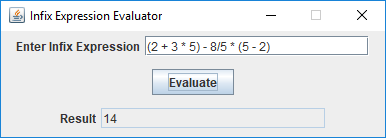 Infix Expression Evaluator
Enter Infix Expression (2 + 3 * 5) - 8/5 * (5 - 2)
Evaluate
Result 14